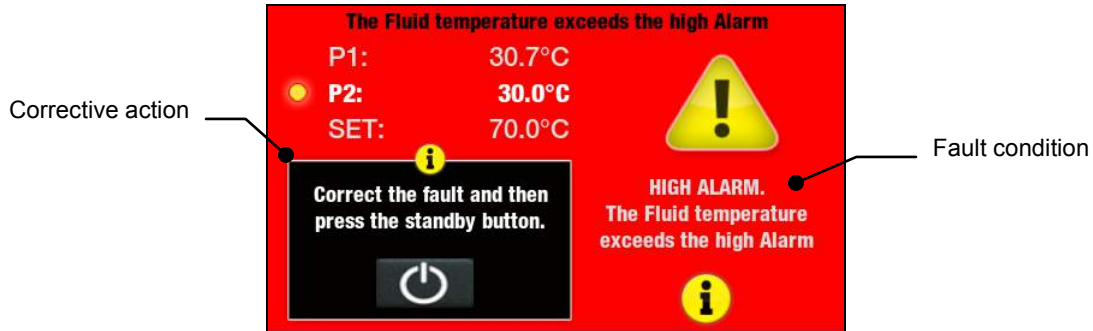 The Fluid temperature exceeds the high Alarm
P1: 30.7°C
P2: 30.0°C
SET: 70.0°C
Corrective action
i
Correct the fault and then
press the standby button.
!
Fault condition
HIGH ALARM.
The Fluid temperature
exceeds the high Alarm
i